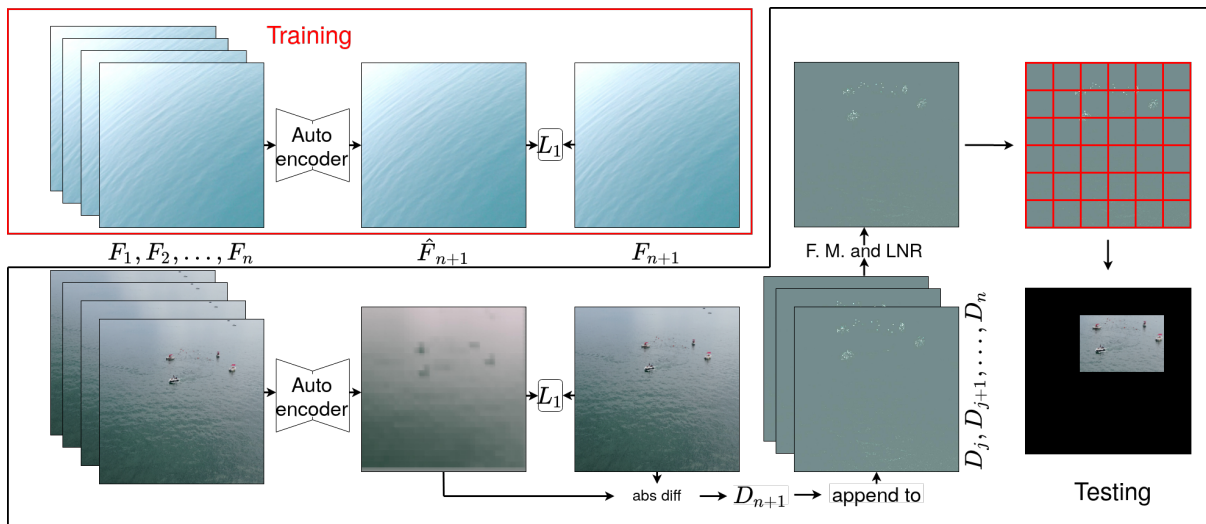 Training
Auto
encoder
L₁
F₁, F₂, . . . , Fₙ
F̂ₙ₊₁
Fₙ₊₁
F. M. and LNR
Auto
encoder
L₁
Dⱼ, Dⱼ₊₁, . . . , Dₙ
abs diff
Dₙ₊₁
append to
Testing